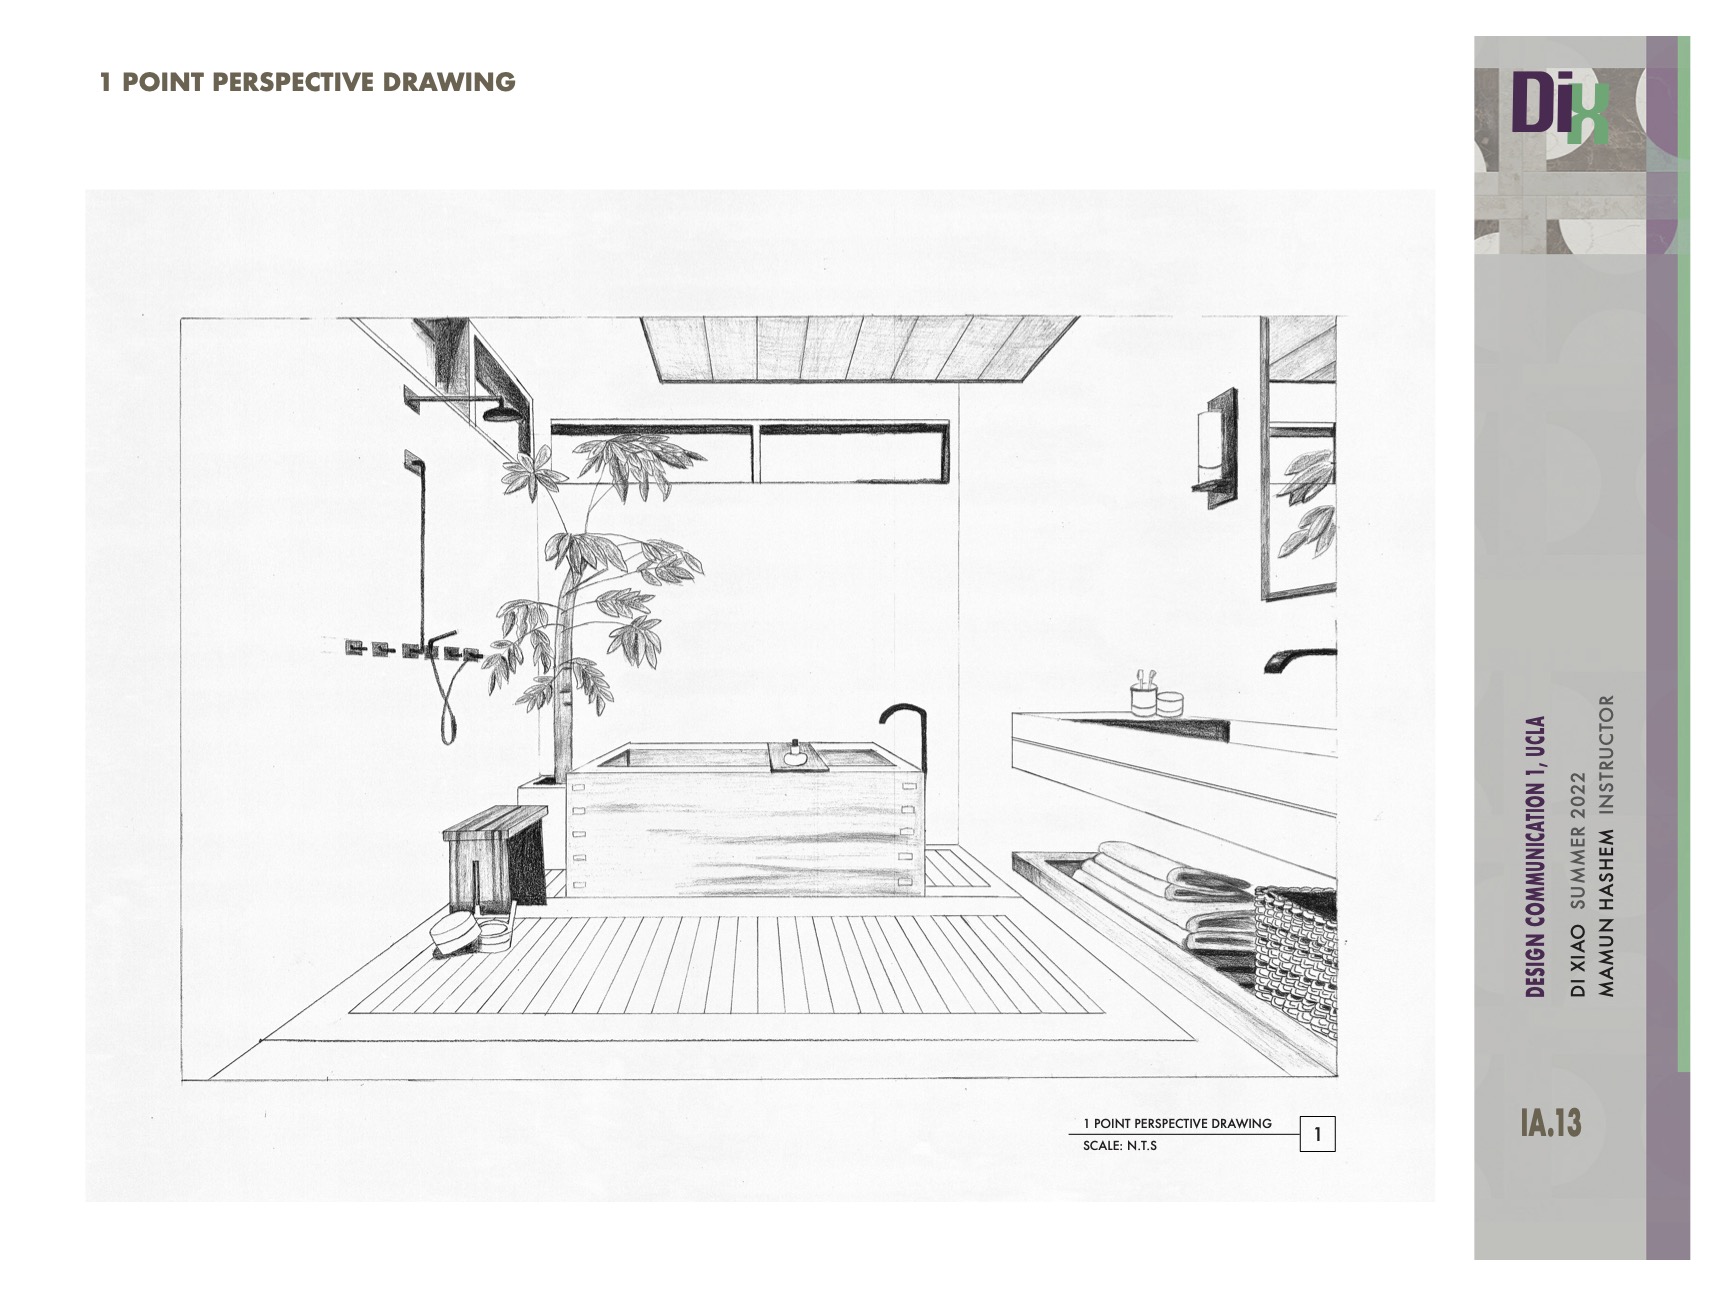 1 POINT PERSPECTIVE DRAWING
Dix
DESIGN COMMUNICATION 1, UCLA
DI XIAO SUMMER 2022
MAMUN HASHEM INSTRUCTOR
IA.13
1 POINT PERSPECTIVE DRAWING
SCALE: N.T.S
1